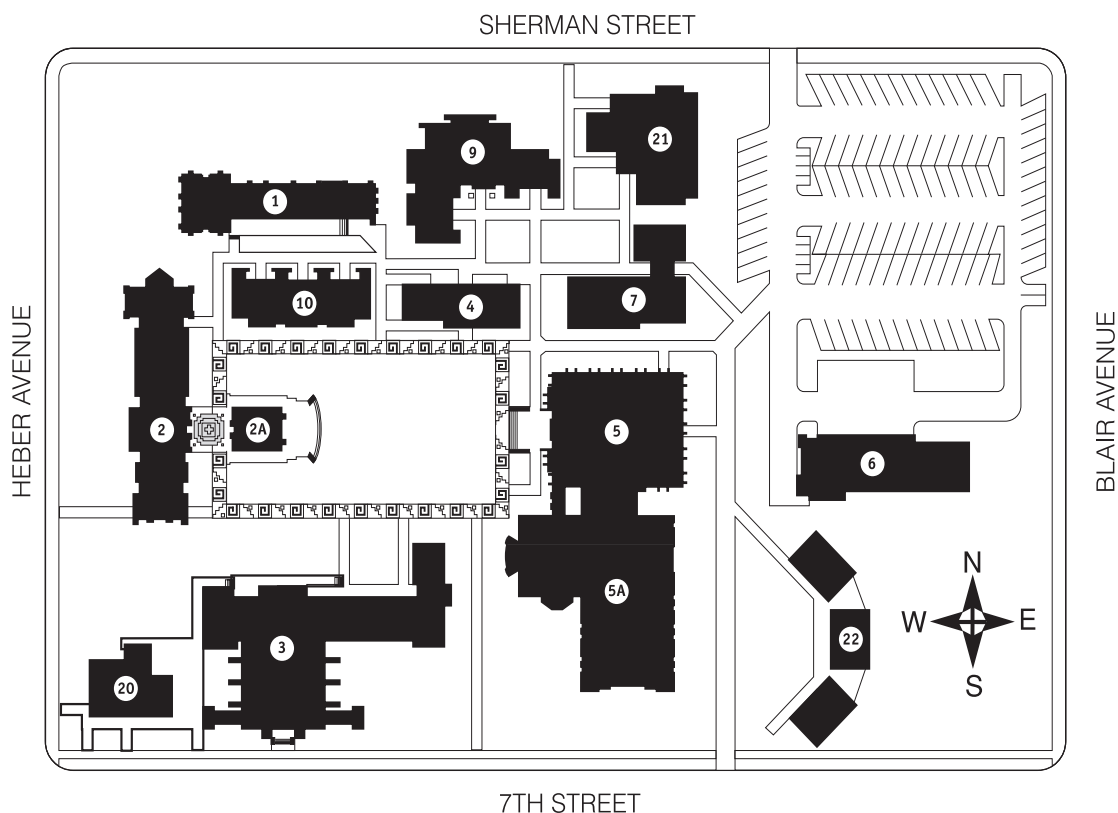 SHERMAN STREET
21
9
1
10
4
7
HEBER AVENUE
BLAIR AVENUE
2
2A
5
6
N
W
E
S
5A
22
3
20
7TH STREET